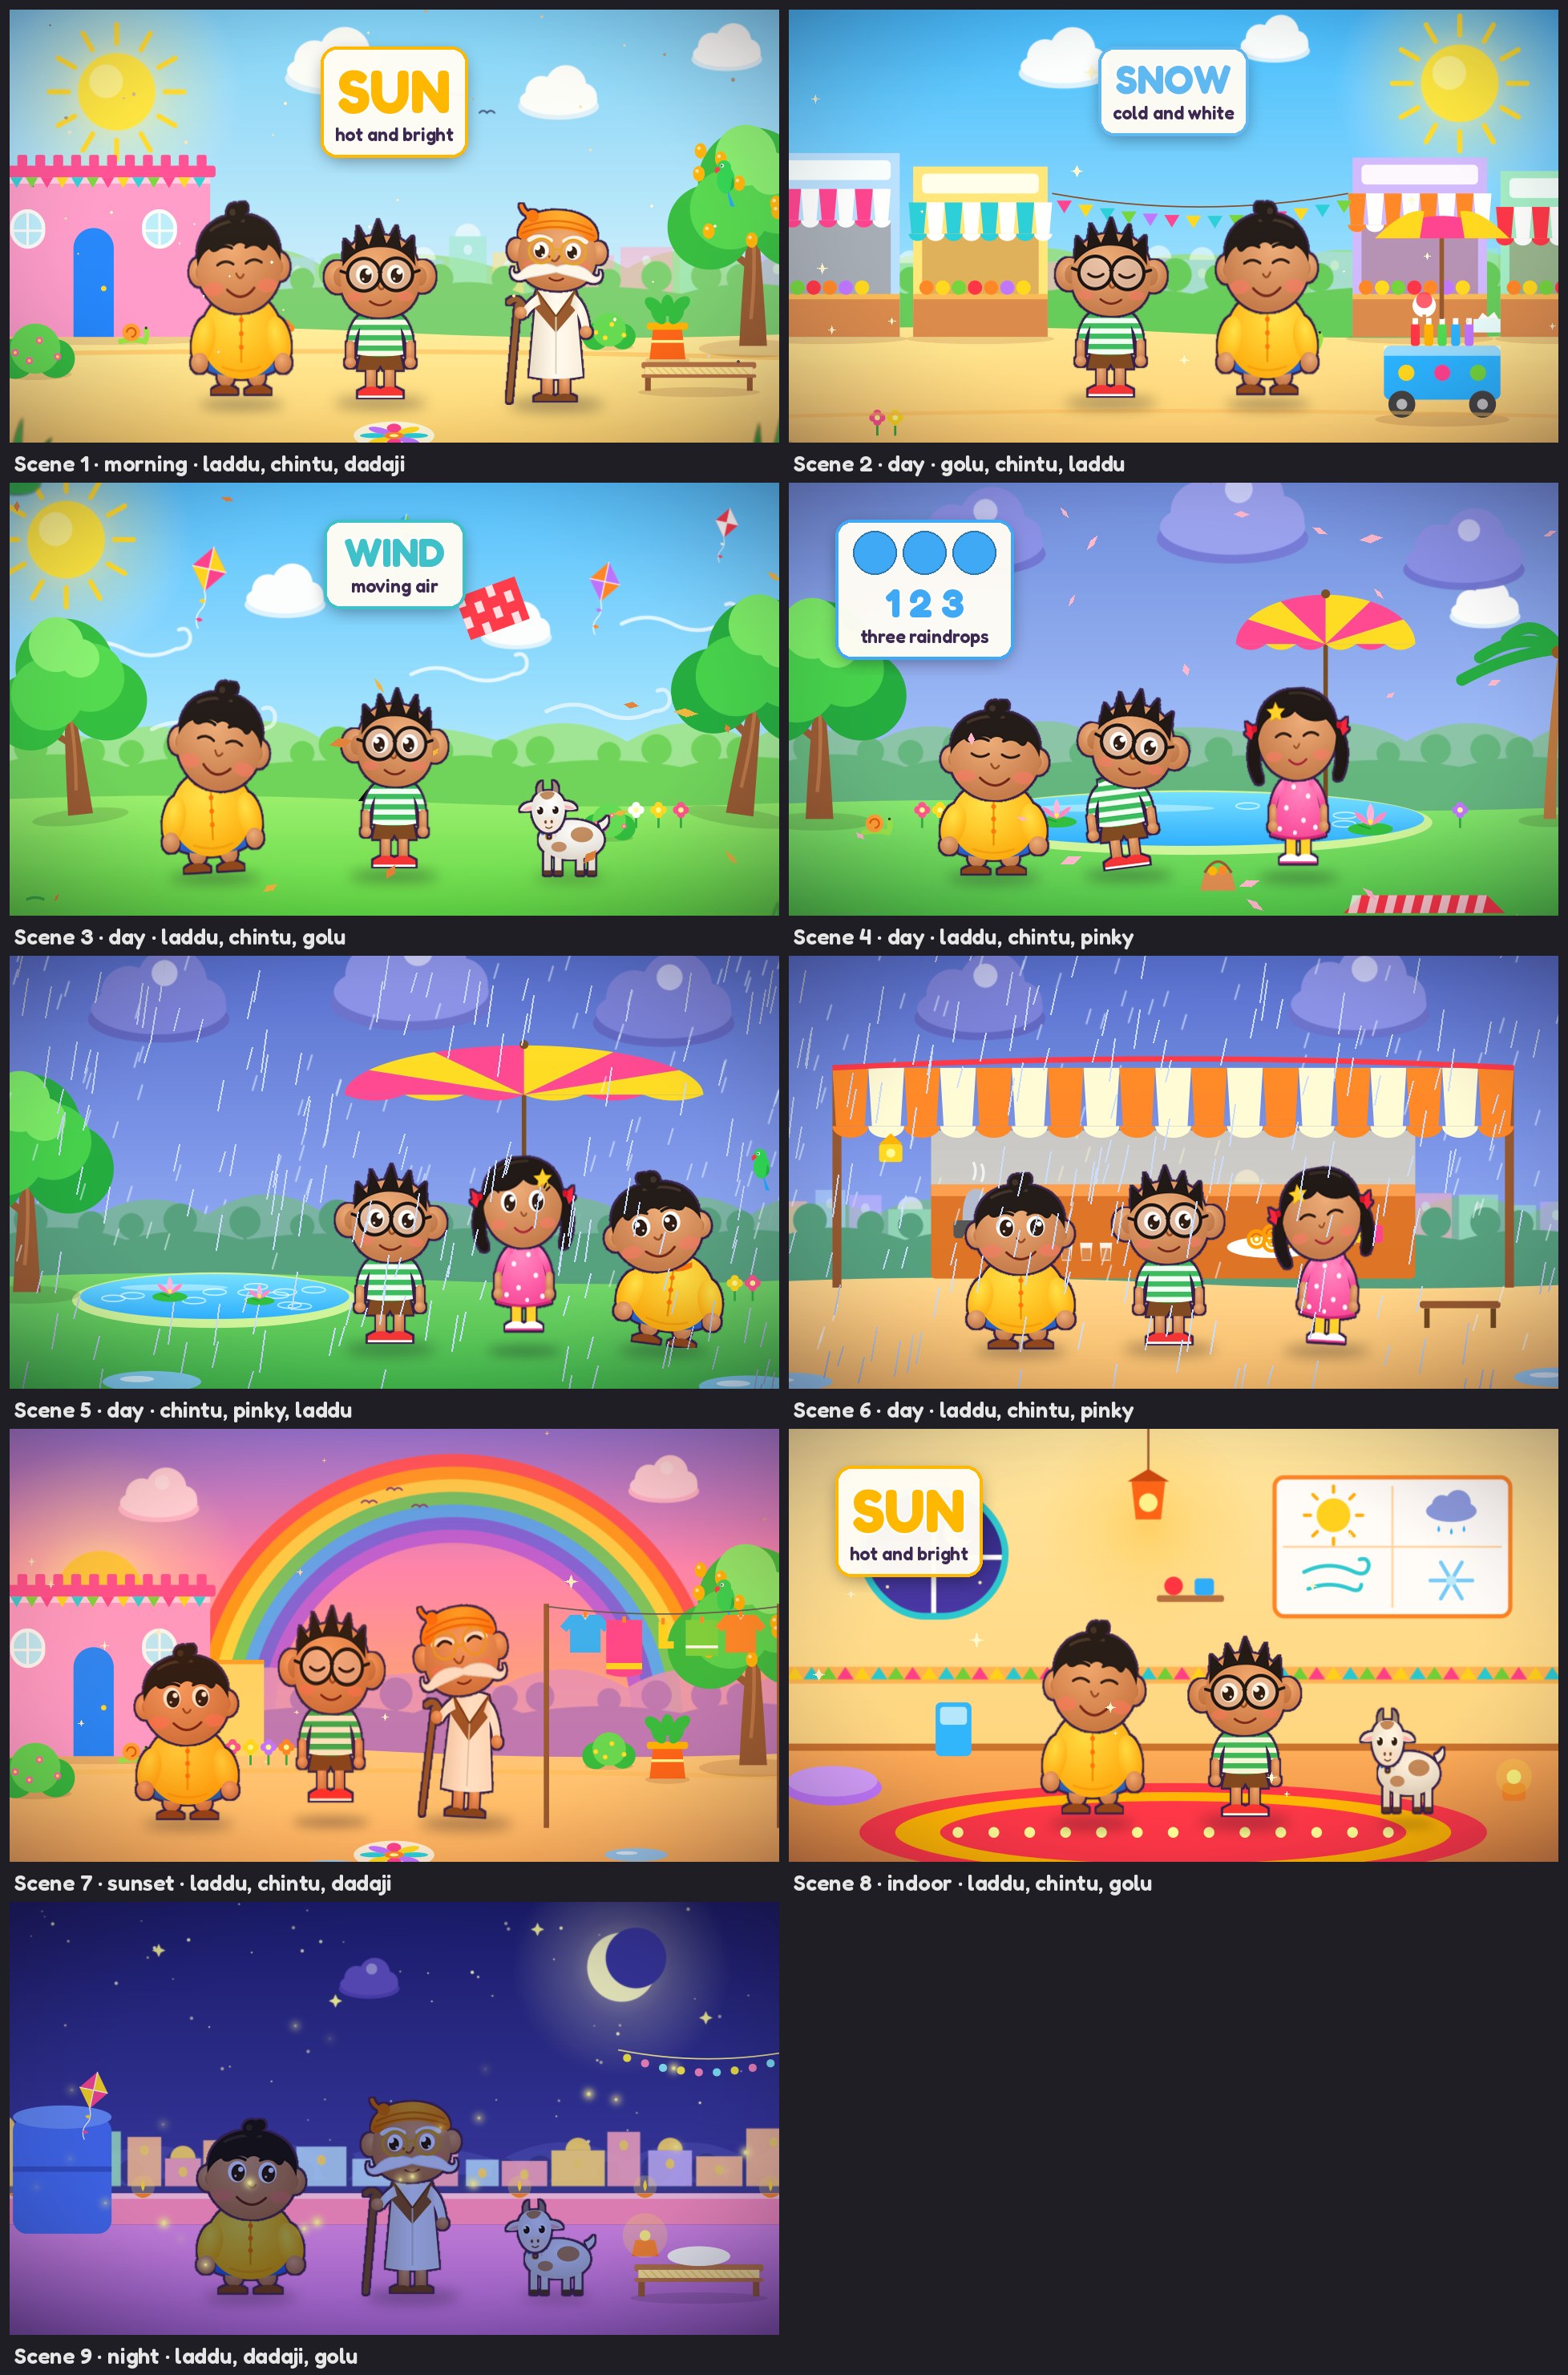 SUN
hot and bright
SNOW
cold and white
Scene 1 · morning · laddu, chintu, dadaji
Scene 2 · day · golu, chintu, laddu
WIND
moving air
1 2 3
three raindrops
Scene 3 · day · laddu, chintu, golu
Scene 4 · day · laddu, chintu, pinky
Scene 5 · day · chintu, pinky, laddu
Scene 6 · day · laddu, chintu, pinky
SUN
hot and bright
Scene 7 · sunset · laddu, chintu, dadaji
Scene 8 · indoor · laddu, chintu, golu
Scene 9 · night · laddu, dadaji, golu